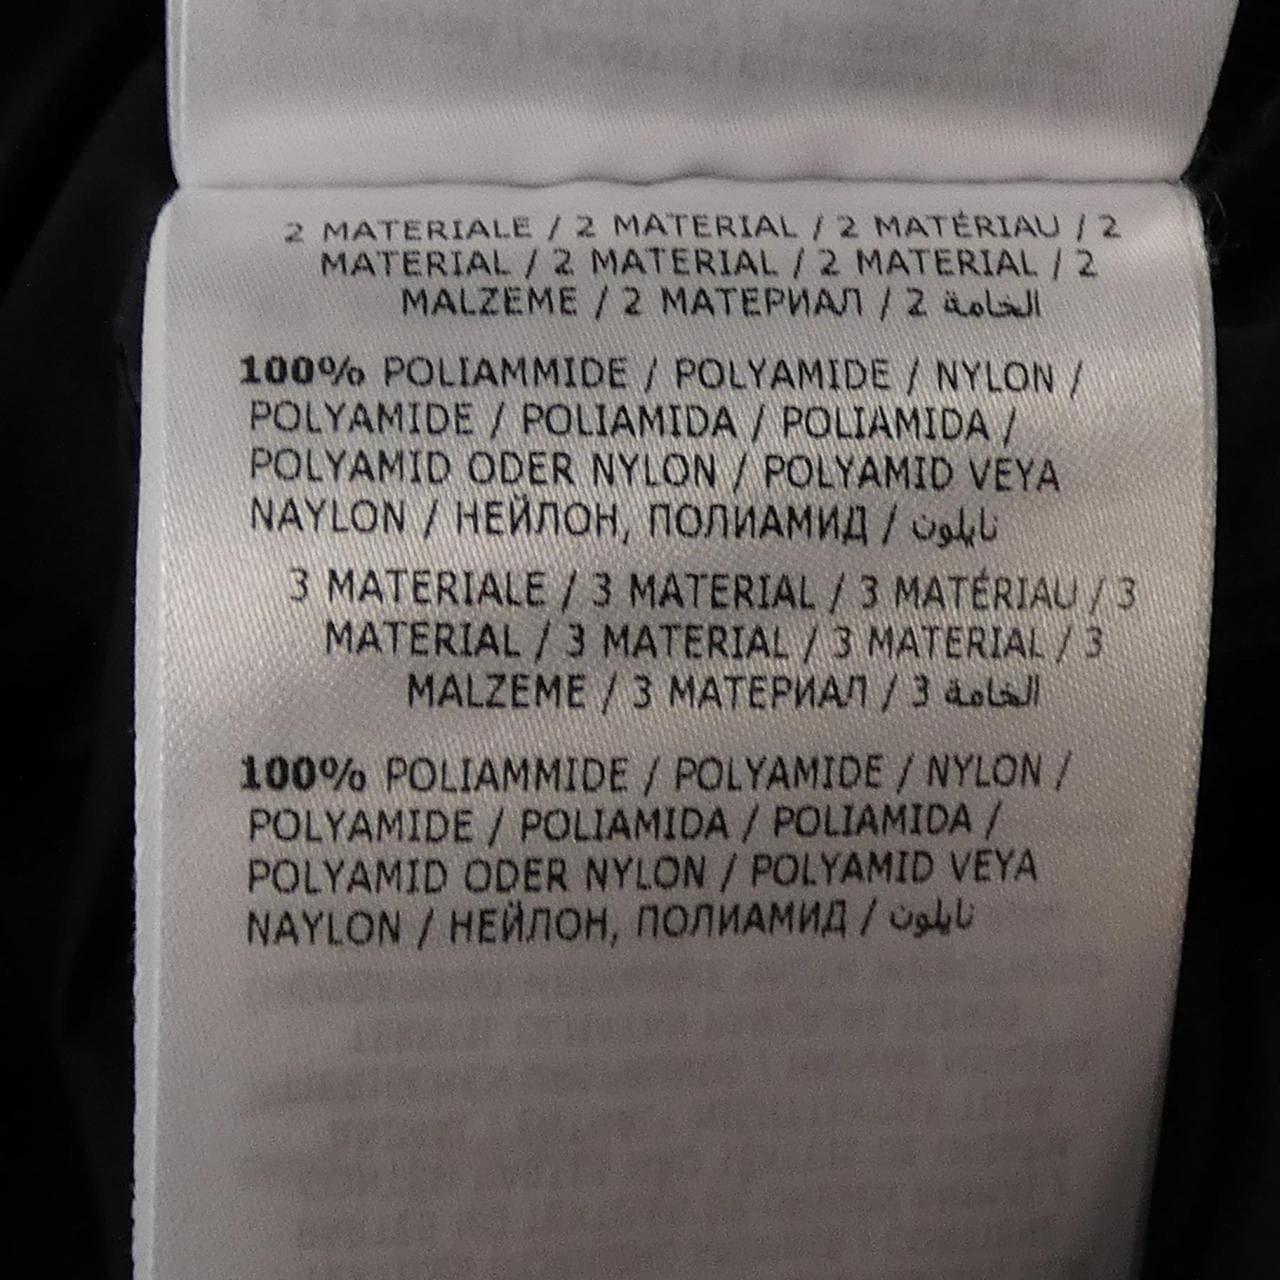 2 MATERIALE / 2 MATERIAL / 2 MATÉRIAU / 2
MATERIAL / 2 MATERIAL / 2 MATERIAL / 2
MALZEME / 2 МАТЕРИАЛ / 2 الخامة
100% POLIAMMIDE / POLYAMIDE / NYLON /
POLYAMIDE / POLIAMIDA / POLIAMIDA /
POLYAMID ODER NYLON / POLYAMID VEYA
NAYLON / НЕЙЛОН, ПОЛИАМИД / نايلون
3 MATERIALE / 3 MATERIAL / 3 MATÉRIAU / 3
MATERIAL / 3 MATERIAL / 3 MATERIAL / 3
MALZEME / 3 МАТЕРИАЛ / 3 الخامة
100% POLIAMMIDE / POLYAMIDE / NYLON /
POLYAMIDE / POLIAMIDA / POLIAMIDA /
POLYAMID ODER NYLON / POLYAMID VEYA
NAYLON / НЕЙЛОН, ПОЛИАМИД / نايلون